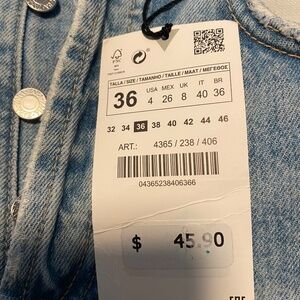 FSC
TALLA / SIZE / TAMANHO / TAILLE / MAAT / ΜΕΓΕΘΟΣ
36
USA MEX UK IT BR
4 26 8 40 36
32 34 36 38 40 42 44 46
ART.: 4365 / 238 / 406
04365238406366
$ 45.90